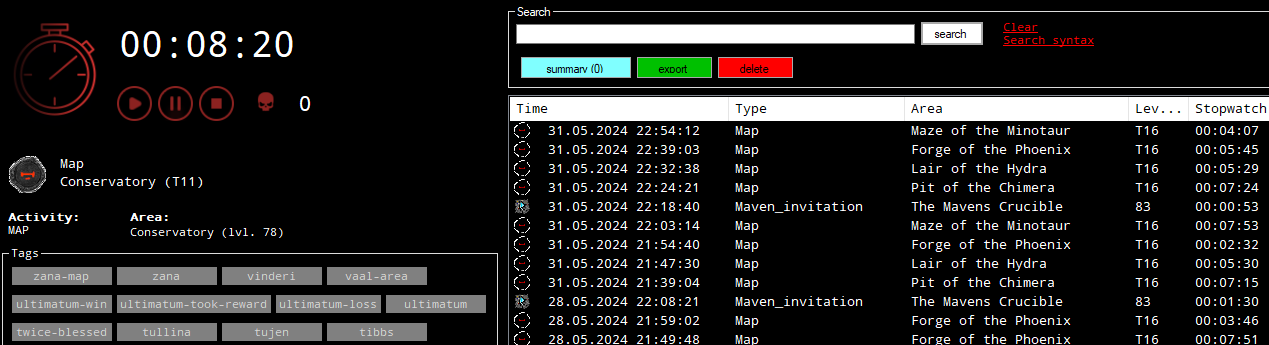 00:08:20
0
Map
Conservatory (T11)
Activity: Area:
MAP Conservatory (lvl. 78)
Tags
zana-map zana vinderi vaal-area
ultimatum-win ultimatum-took-reward ultimatum-loss ultimatum
twice-blessed tullina tujen tibbs
Search
search
Clear
Search syntax
summary (0) export delete
Time Type Area Lev... Stopwatch
31.05.2024 22:54:12 Map Maze of the Minotaur T16 00:04:07
31.05.2024 22:39:03 Map Forge of the Phoenix T16 00:05:45
31.05.2024 22:32:38 Map Lair of the Hydra T16 00:05:29
31.05.2024 22:24:21 Map Pit of the Chimera T16 00:07:24
31.05.2024 22:18:40 Maven_invitation The Mavens Crucible 83 00:00:53
31.05.2024 22:03:14 Map Maze of the Minotaur T16 00:07:53
31.05.2024 21:54:40 Map Forge of the Phoenix T16 00:02:32
31.05.2024 21:47:30 Map Lair of the Hydra T16 00:05:30
31.05.2024 21:39:04 Map Pit of the Chimera T16 00:07:15
28.05.2024 22:08:21 Maven_invitation The Mavens Crucible 83 00:01:30
28.05.2024 21:59:02 Map Forge of the Phoenix T16 00:03:46
28.05.2024 21:49:48 Map Forge of the Phoenix T16 00:07:51